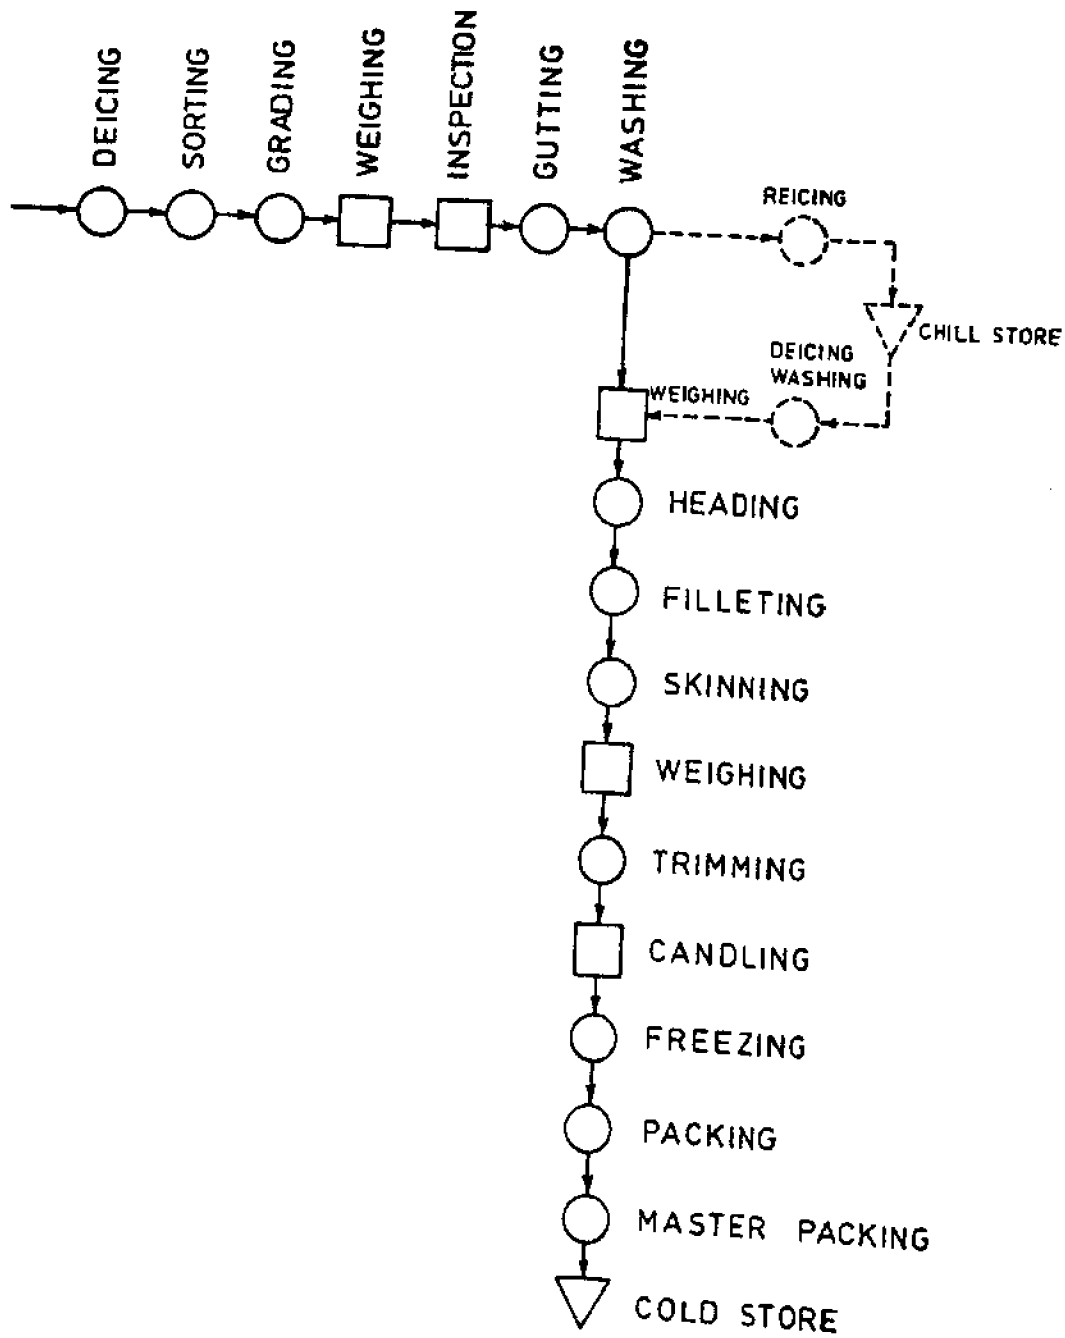 DEICING
SORTING
GRADING
WEIGHING
INSPECTION
GUTTING
WASHING
REICING
CHILL STORE
DEICING
WASHING
WEIGHING
HEADING
FILLETING
SKINNING
WEIGHING
TRIMMING
CANDLING
FREEZING
PACKING
MASTER PACKING
COLD STORE